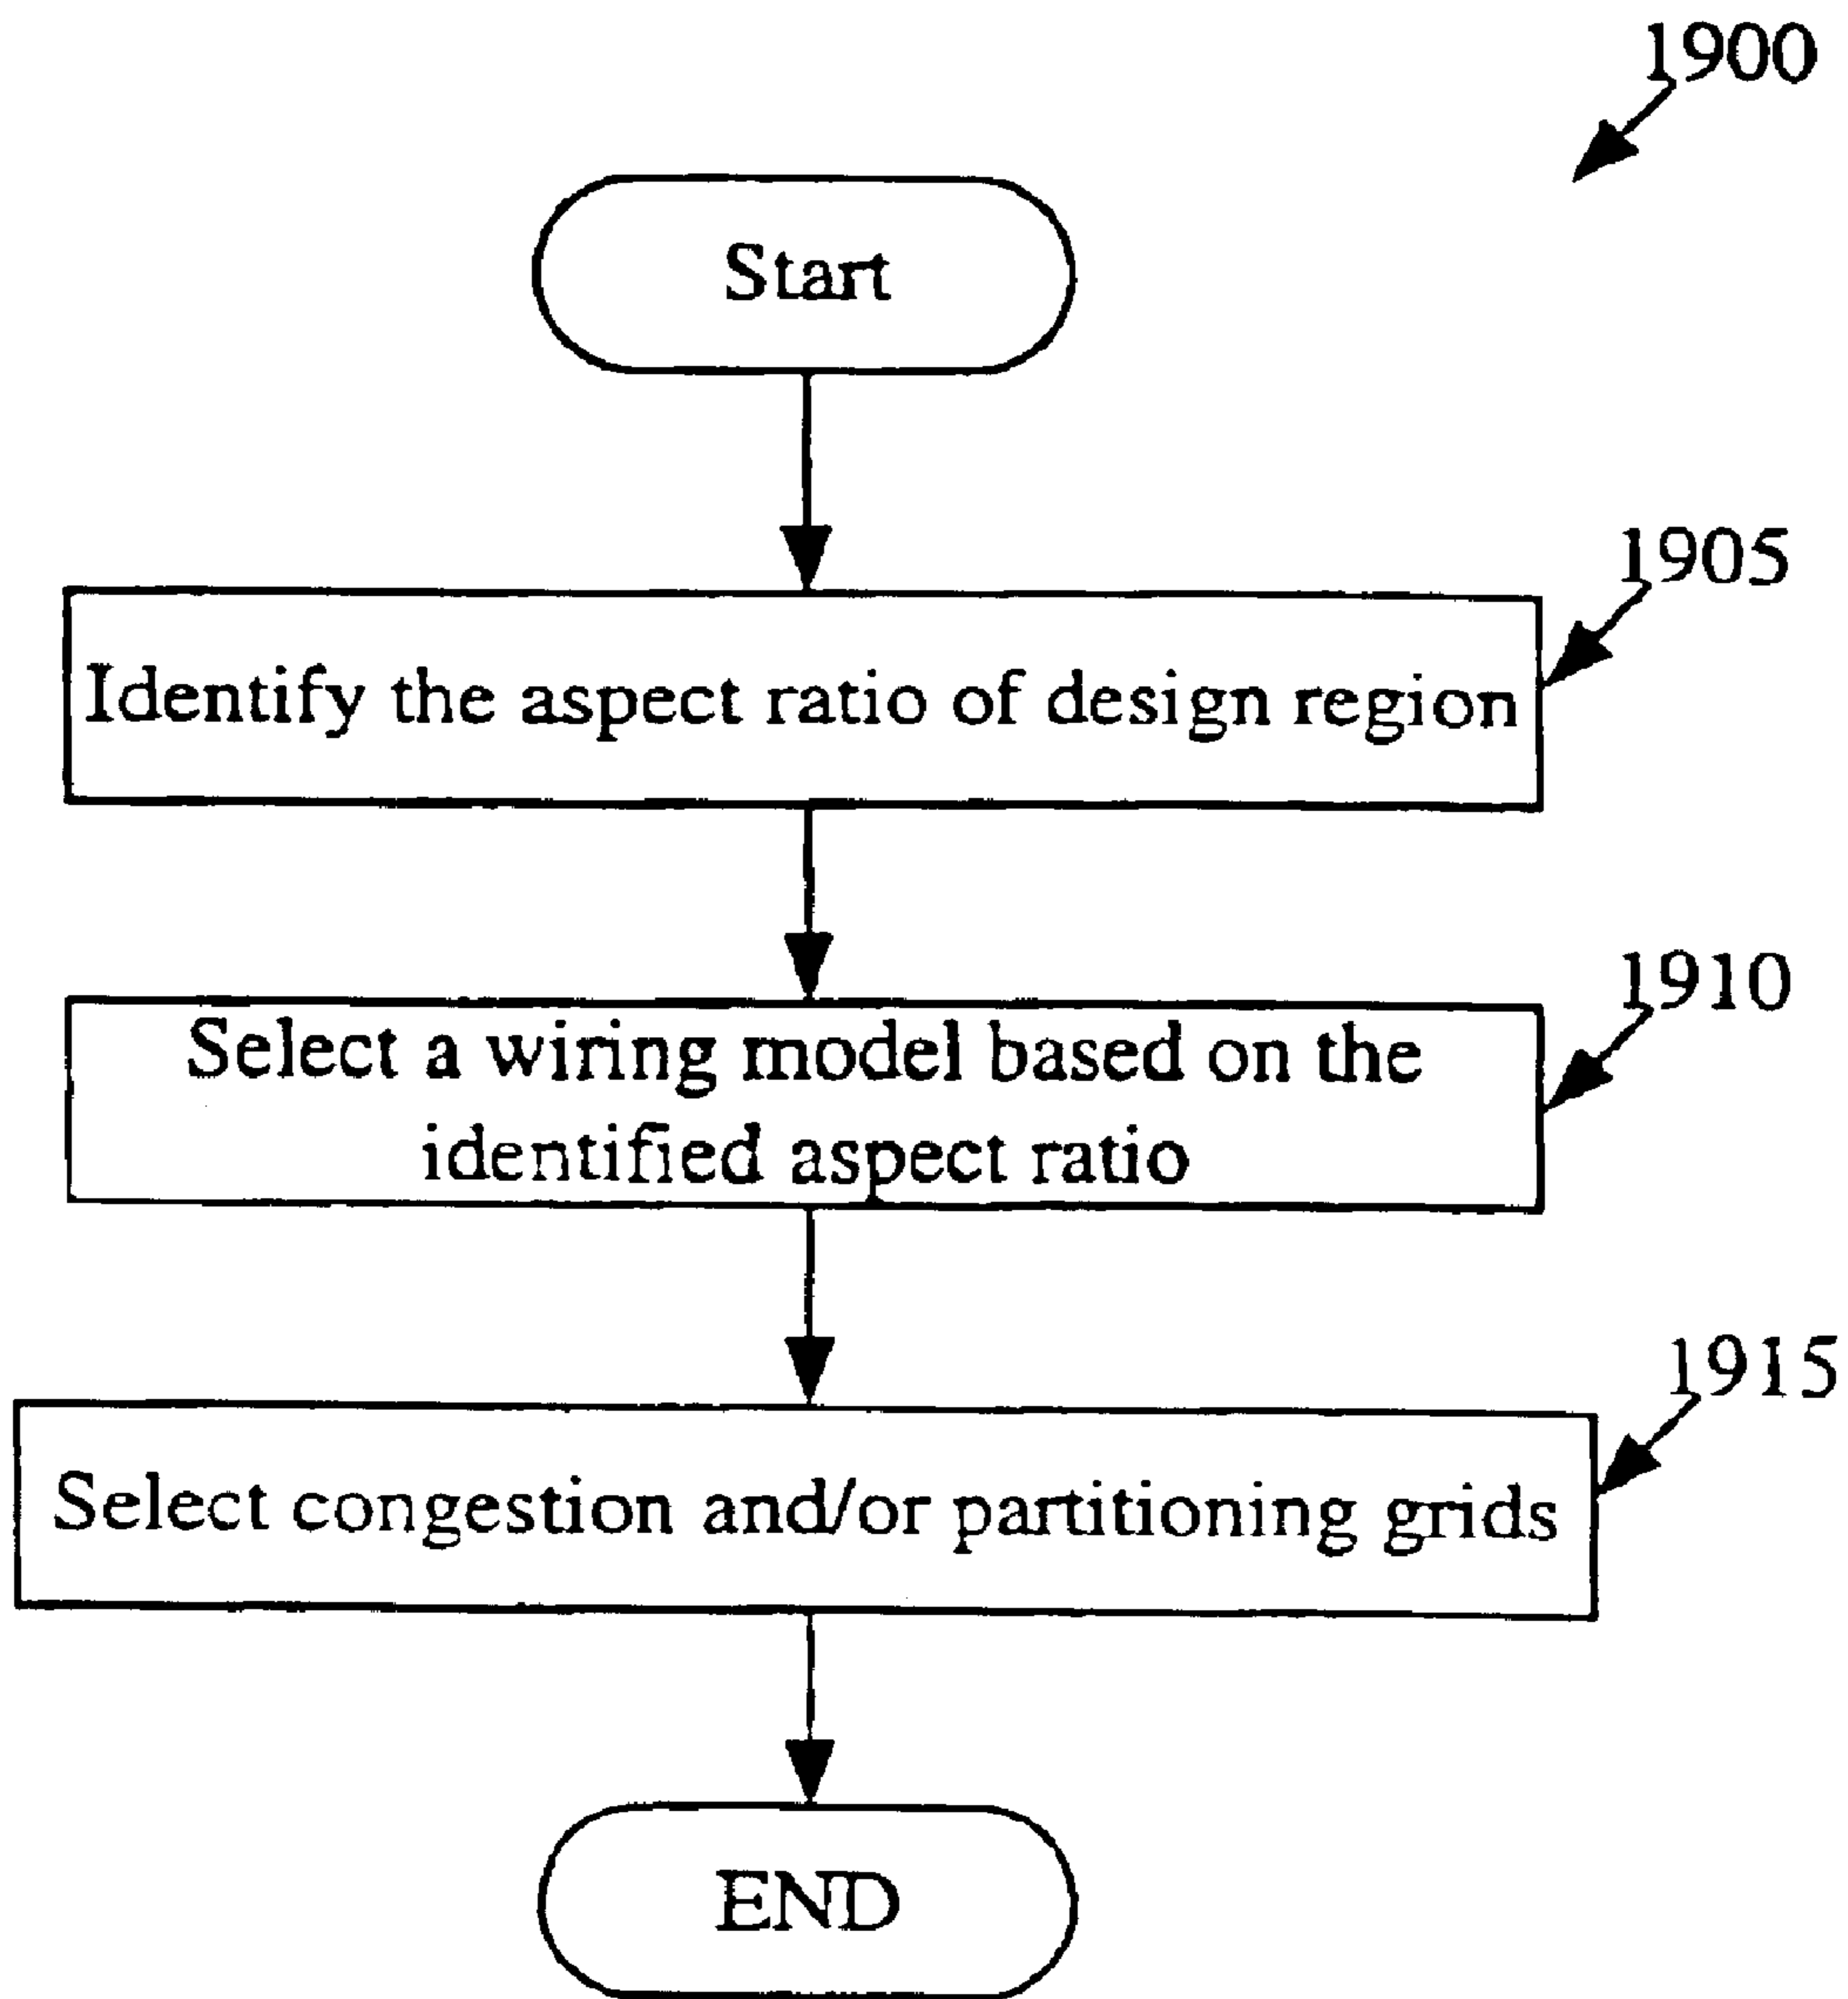 1900
Start
1905
Identify the aspect ratio of design region
1910
Select a wiring model based on the
identified aspect ratio
1915
Select congestion and/or partitioning grids
END